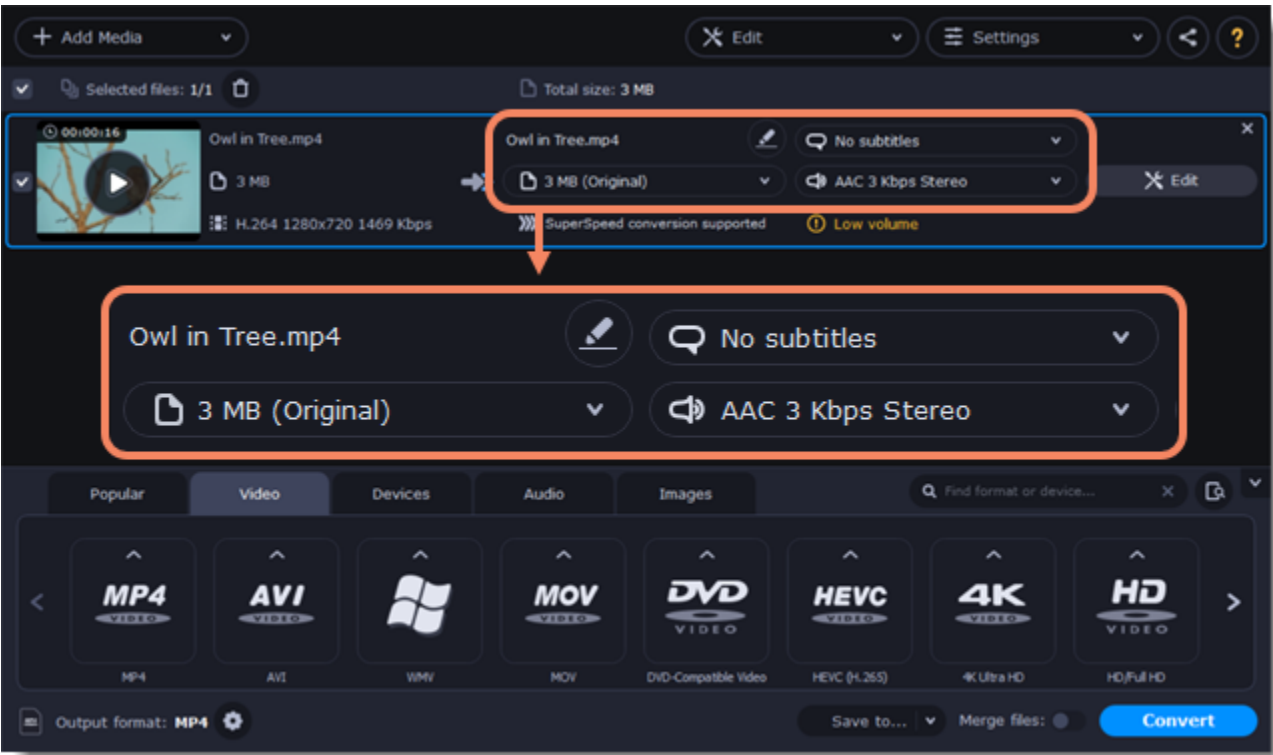 Add Media
Edit
Settings
?
Selected files: 1/1
Total size: 3 MB
00:00:16
Owl in Tree.mp4
3 MB
H.264 1280x720 1469 Kbps
Owl in Tree.mp4
No subtitles
3 MB (Original)
AAC 3 Kbps Stereo
SuperSpeed conversion supported
Low volume
Edit
Owl in Tree.mp4
No subtitles
3 MB (Original)
AAC 3 Kbps Stereo
Popular
Video
Devices
Audio
Images
Find format or device...
MP4
VIDEO
AVI
VIDEO
MOV
VIDEO
DVD
VIDEO
HEVC
VIDEO
4K
VIDEO
HD
VIDEO
MP4
AVI
WMV
MOV
DVD-Compatible Video
HEVC (H.265)
4K Ultra HD
HD/Full HD
Output format: MP4
Save to...
Merge files:
Convert